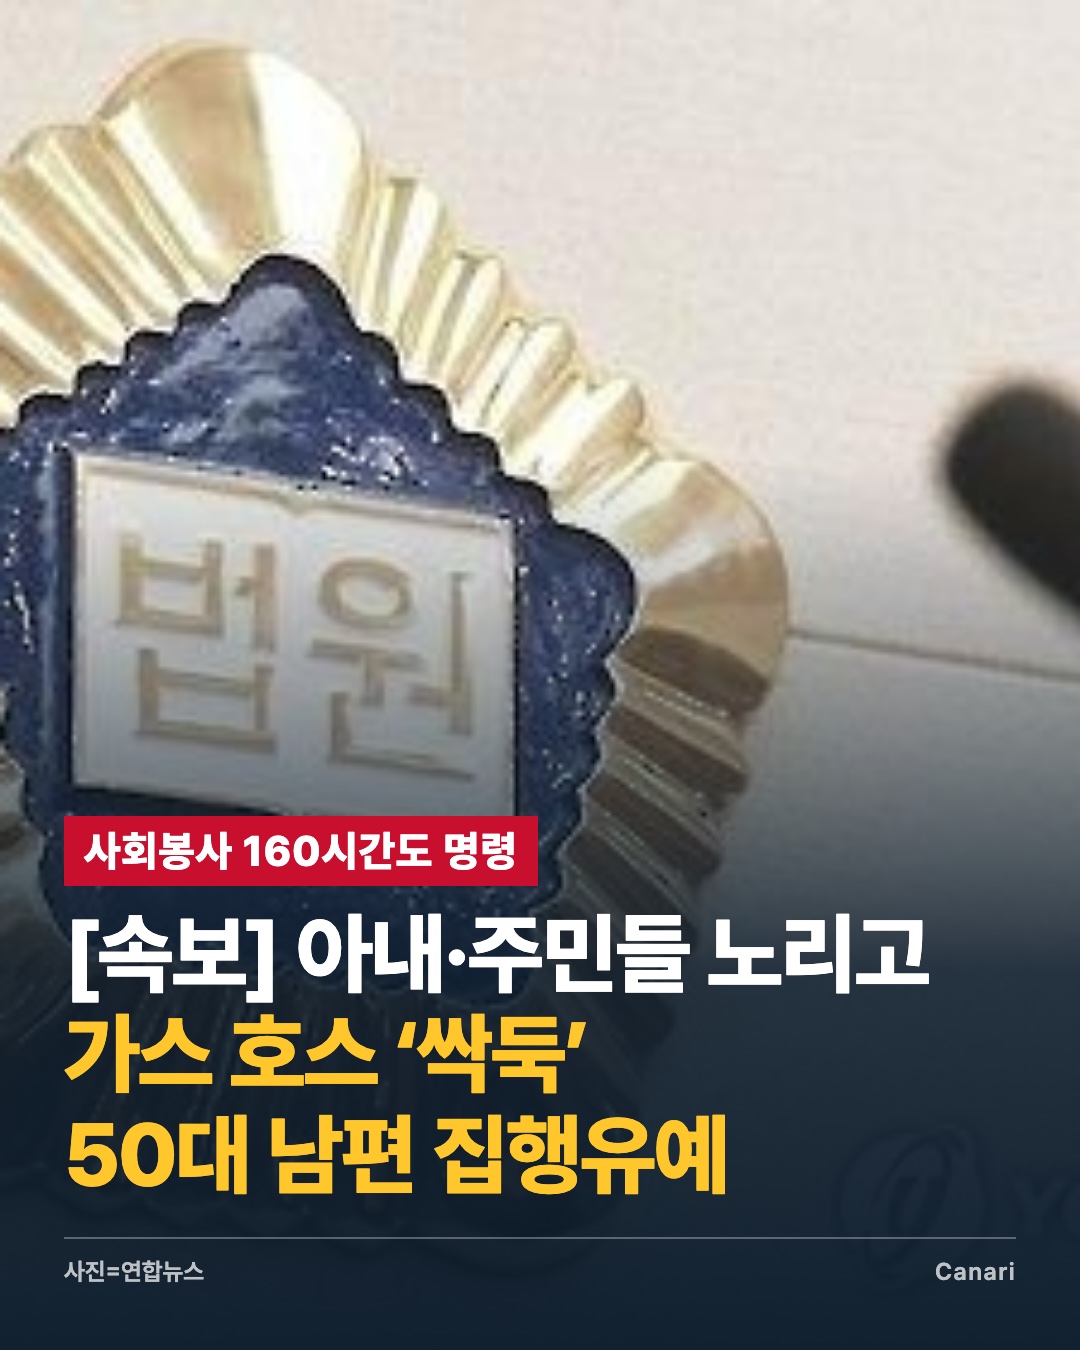 법원
사회봉사 160시간도 명령
[속보] 아내·주민들 노리고
가스 호스 ‘싹둑’
50대 남편 집행유예
사진=연합뉴스
Canari